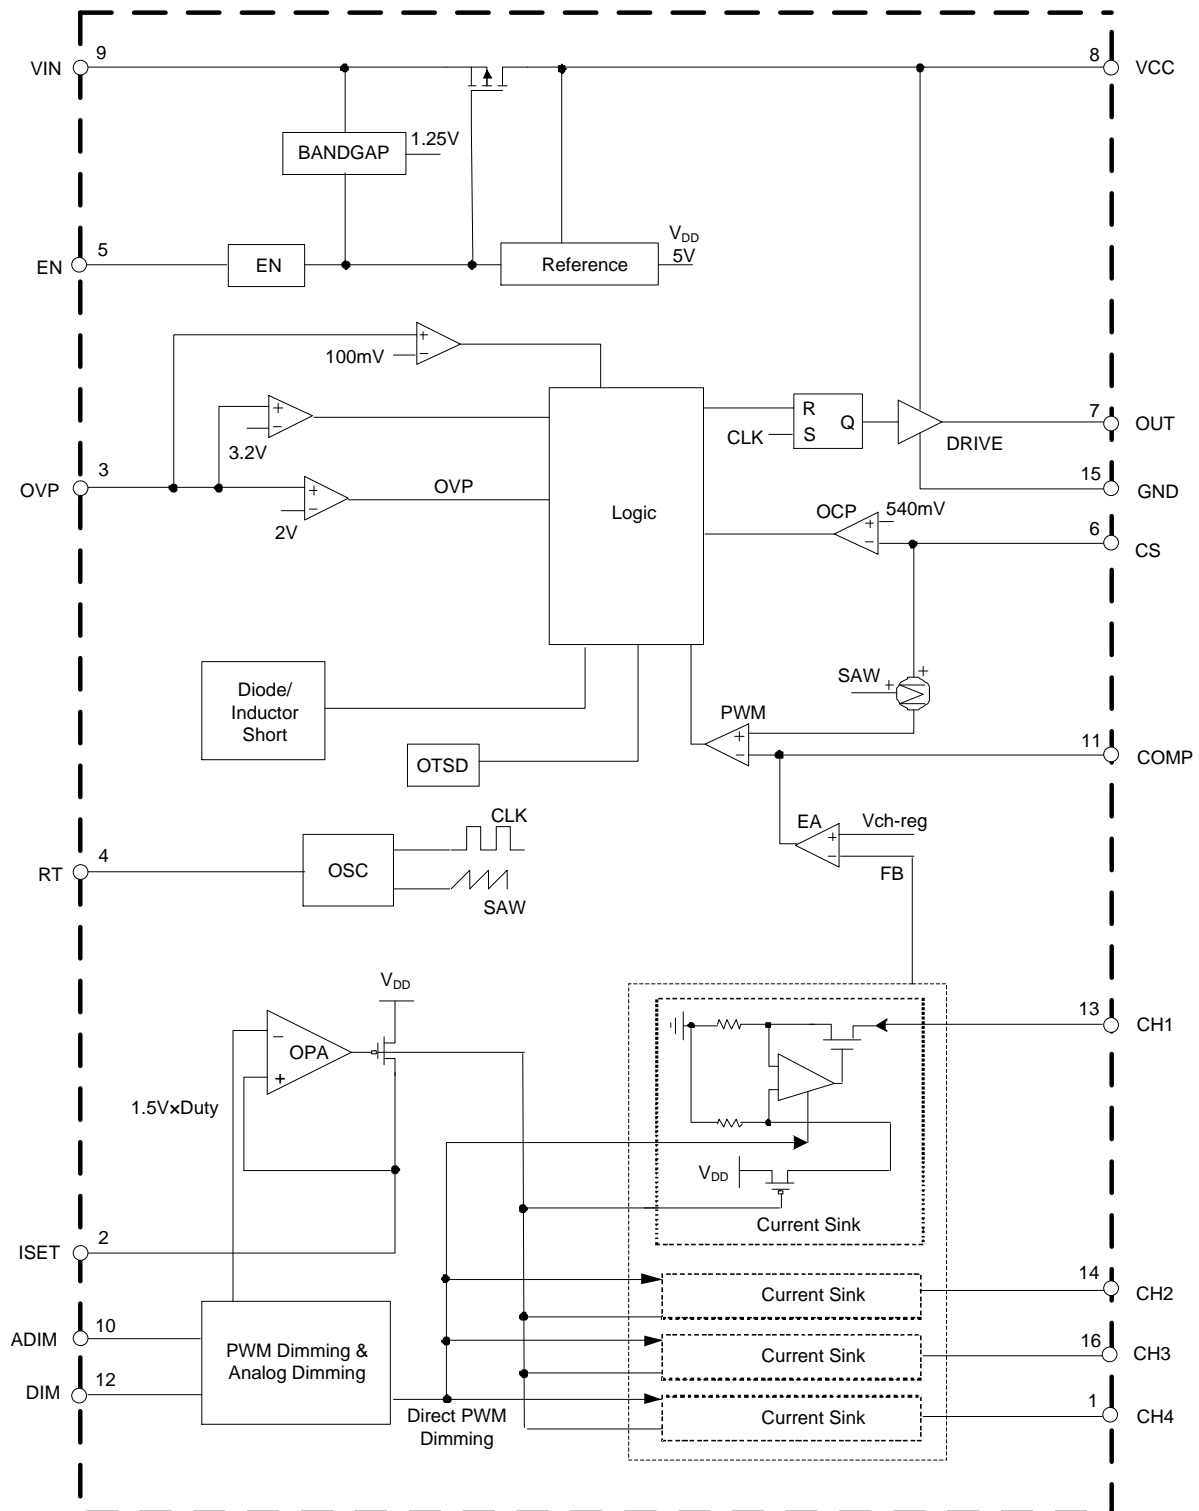 9
VIN
8
VCC
1.25V
BANDGAP
5
EN
EN
Reference
VDD
5V
100mV
+
−
+
−
3.2V
3
OVP
+
−
2V
OVP
Logic
R
S
Q
CLK
DRIVE
7
OUT
15
GND
OCP
+
−
540mV
6
CS
SAW
+
+
Diode/
Inductor
Short
OTSD
PWM
+
−
11
COMP
EA
+
−
Vch-reg
FB
4
RT
OSC
CLK
SAW
VDD
−
OPA
+
1.5V×Duty
13
CH1
VDD
Current Sink
2
ISET
14
CH2
Current Sink
10
ADIM
12
DIM
PWM Dimming &
Analog Dimming
Direct PWM
Dimming
16
CH3
Current Sink
1
CH4
Current Sink